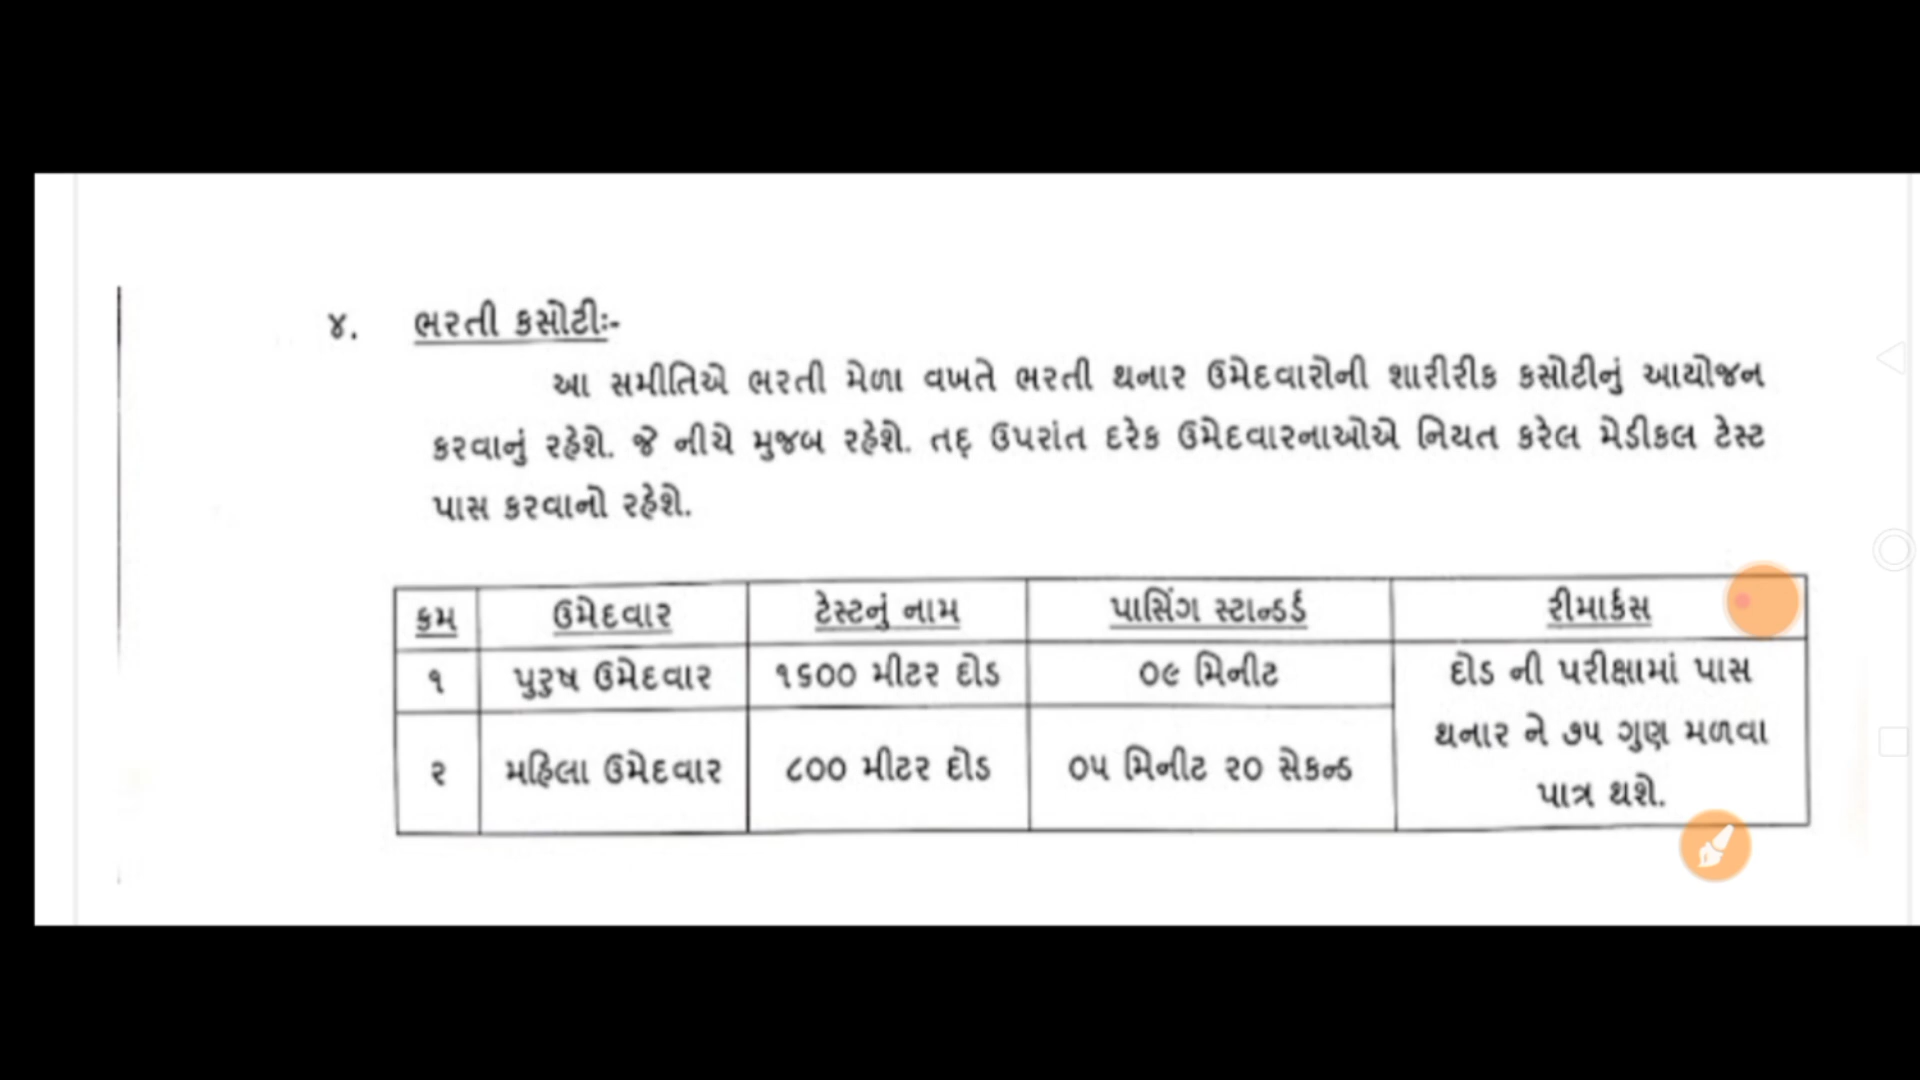 ૪. ભરતી કસોટીઃ-
આ સમીતિએ ભરતી મેળા વખતે ભરતી થનાર ઉમેદવારોની શારીરીક કસોટીનું આયોજન
કરવાનું રહેશે. જે નીચે મુજબ રહેશે. તદ્ ઉપરાંત દરેક ઉમેદવારનાઓએ નિયત કરેલ મેડીકલ ટેસ્ટ
પાસ કરવાનો રહેશે.
ક્રમ ઉમેદવાર ટેસ્ટનું નામ પાસિંગ સ્ટાન્ડર્ડ રીમાર્કસ
૧ પુરુષ ઉમેદવાર ૧૬૦૦ મીટર દોડ ૦૯ મિનીટ દોડ ની પરીક્ષામાં પાસ
થનાર ને ૭૫ ગુણ મળવા
૨ મહિલા ઉમેદવાર ૮૦૦ મીટર દોડ ૦૫ મિનીટ ૨૦ સેકન્ડ
પાત્ર થશે.